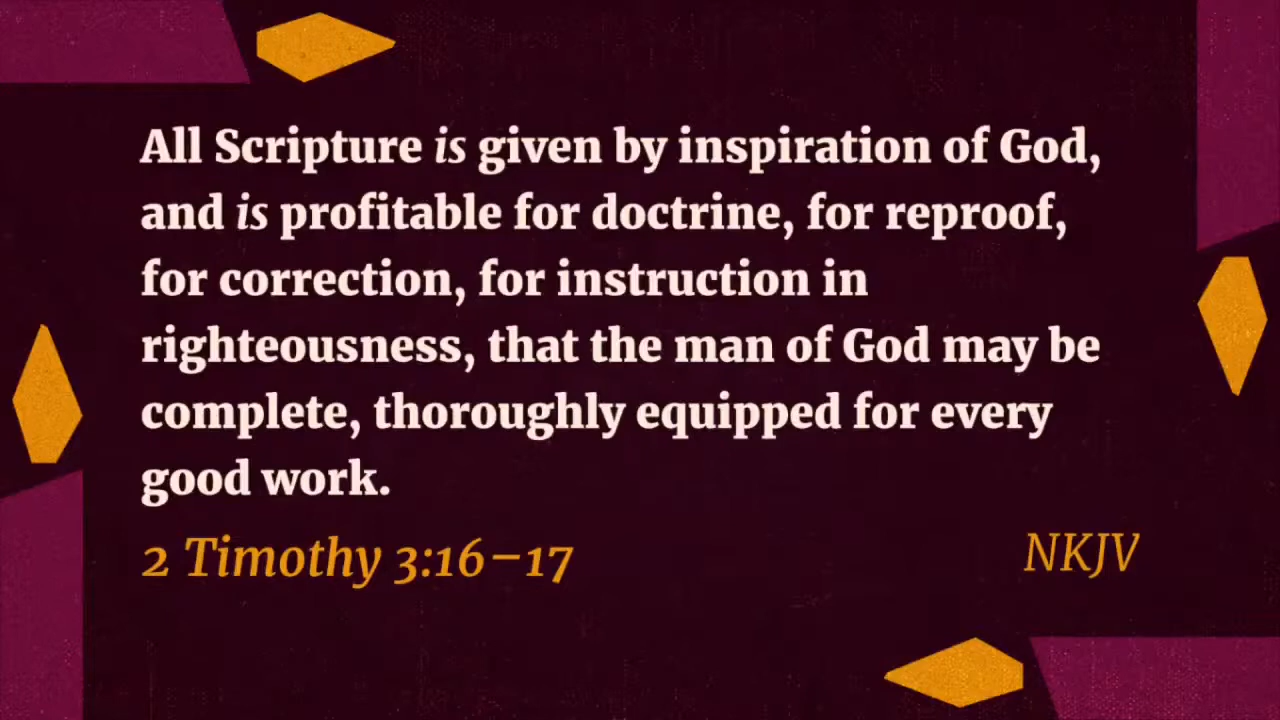 All Scripture is given by inspiration of God,
and is profitable for doctrine, for reproof,
for correction, for instruction in
righteousness, that the man of God may be
complete, thoroughly equipped for every
good work.
2 Timothy 3:16–17
NKJV